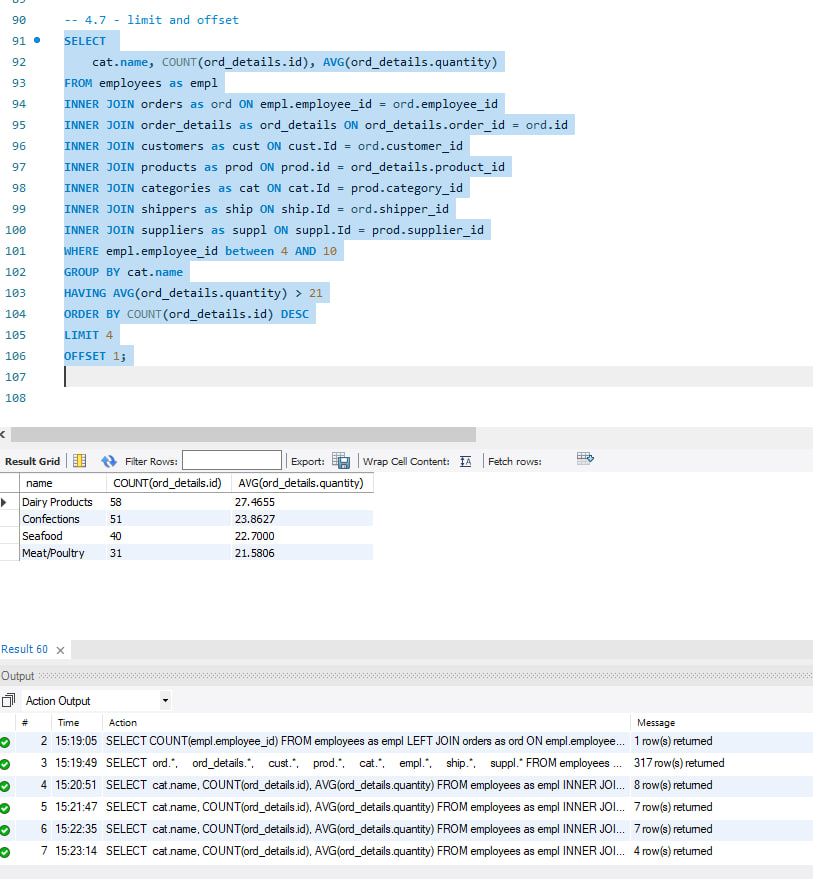 89
90 -- 4.7 - limit and offset
91 SELECT
92 cat.name, COUNT(ord_details.id), AVG(ord_details.quantity)
93 FROM employees as empl
94 INNER JOIN orders as ord ON empl.employee_id = ord.employee_id
95 INNER JOIN order_details as ord_details ON ord_details.order_id = ord.id
96 INNER JOIN customers as cust ON cust.Id = ord.customer_id
97 INNER JOIN products as prod ON prod.id = ord_details.product_id
98 INNER JOIN categories as cat ON cat.Id = prod.category_id
99 INNER JOIN shippers as ship ON ship.Id = ord.shipper_id
100 INNER JOIN suppliers as suppl ON suppl.Id = prod.supplier_id
101 WHERE empl.employee_id between 4 AND 10
102 GROUP BY cat.name
103 HAVING AVG(ord_details.quantity) > 21
104 ORDER BY COUNT(ord_details.id) DESC
105 LIMIT 4
106 OFFSET 1;
107
108
Result Grid Filter Rows: Export: Wrap Cell Content: IA Fetch rows:
name COUNT(ord_details.id) AVG(ord_details.quantity)
Dairy Products 58 27.4655
Confections 51 23.8627
Seafood 40 22.7000
Meat/Poultry 31 21.5806
Result 60
Output
Action Output
# Time Action Message
2 15:19:05 SELECT COUNT(empl.employee_id) FROM employees as empl LEFT JOIN orders as ord ON empl.employee... 1 row(s) returned
3 15:19:49 SELECT ord.*, ord_details.*, cust.*, prod.*, cat.*, empl.*, ship.*, suppl.* FROM employees ... 317 row(s) returned
4 15:20:51 SELECT cat.name, COUNT(ord_details.id), AVG(ord_details.quantity) FROM employees as empl INNER JOI... 8 row(s) returned
5 15:21:47 SELECT cat.name, COUNT(ord_details.id), AVG(ord_details.quantity) FROM employees as empl INNER JOI... 7 row(s) returned
6 15:22:35 SELECT cat.name, COUNT(ord_details.id), AVG(ord_details.quantity) FROM employees as empl INNER JOI... 7 row(s) returned
7 15:23:14 SELECT cat.name, COUNT(ord_details.id), AVG(ord_details.quantity) FROM employees as empl INNER JOI... 4 row(s) returned